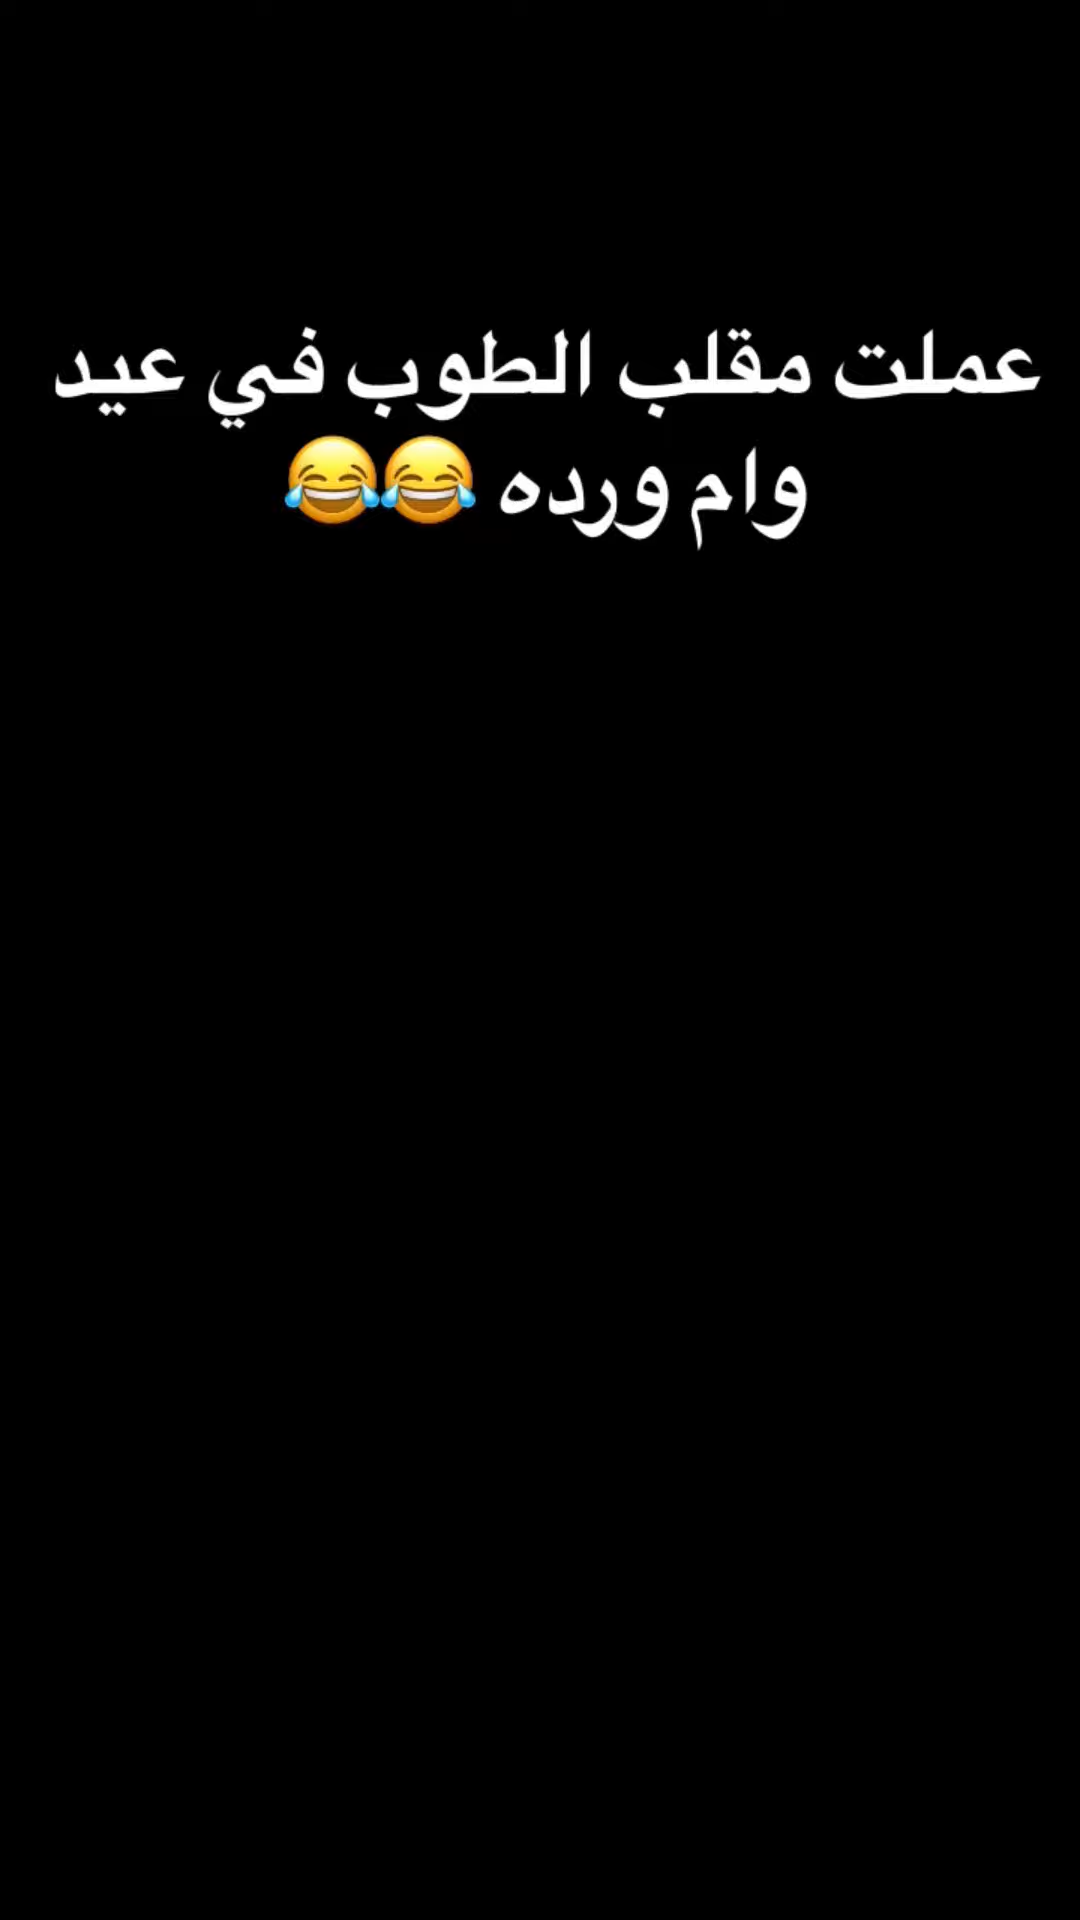 عملت مقلب الطوب في عيد
وام ورده 😂😂